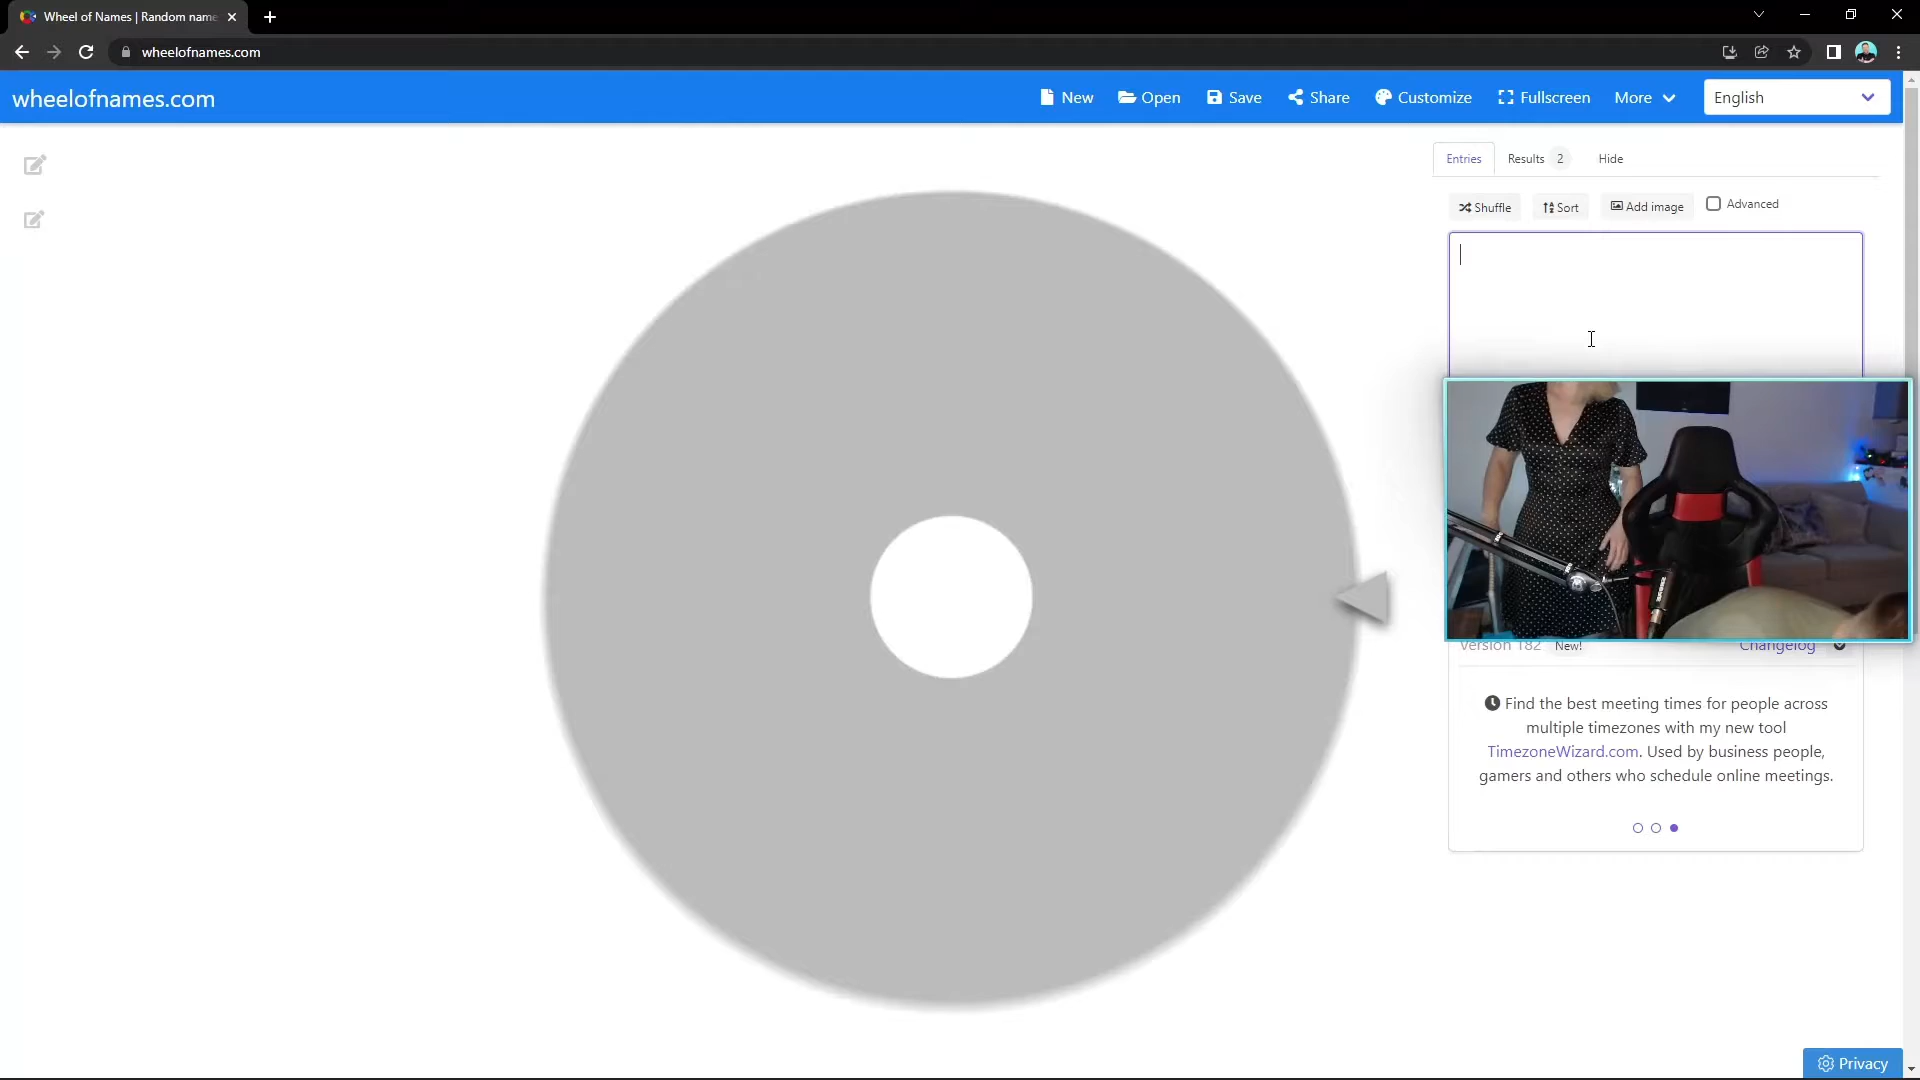 Wheel of Names | Random name
wheelofnames.com
wheelofnames.com
New
Open
Save
Share
Customize
Fullscreen
More
English
Entries
Results 2
Hide
Shuffle
Sort
Add image
Advanced
Version 182 New!
Changelog
Find the best meeting times for people across
multiple timezones with my new tool
TimezoneWizard.com. Used by business people,
gamers and others who schedule online meetings.
Privacy